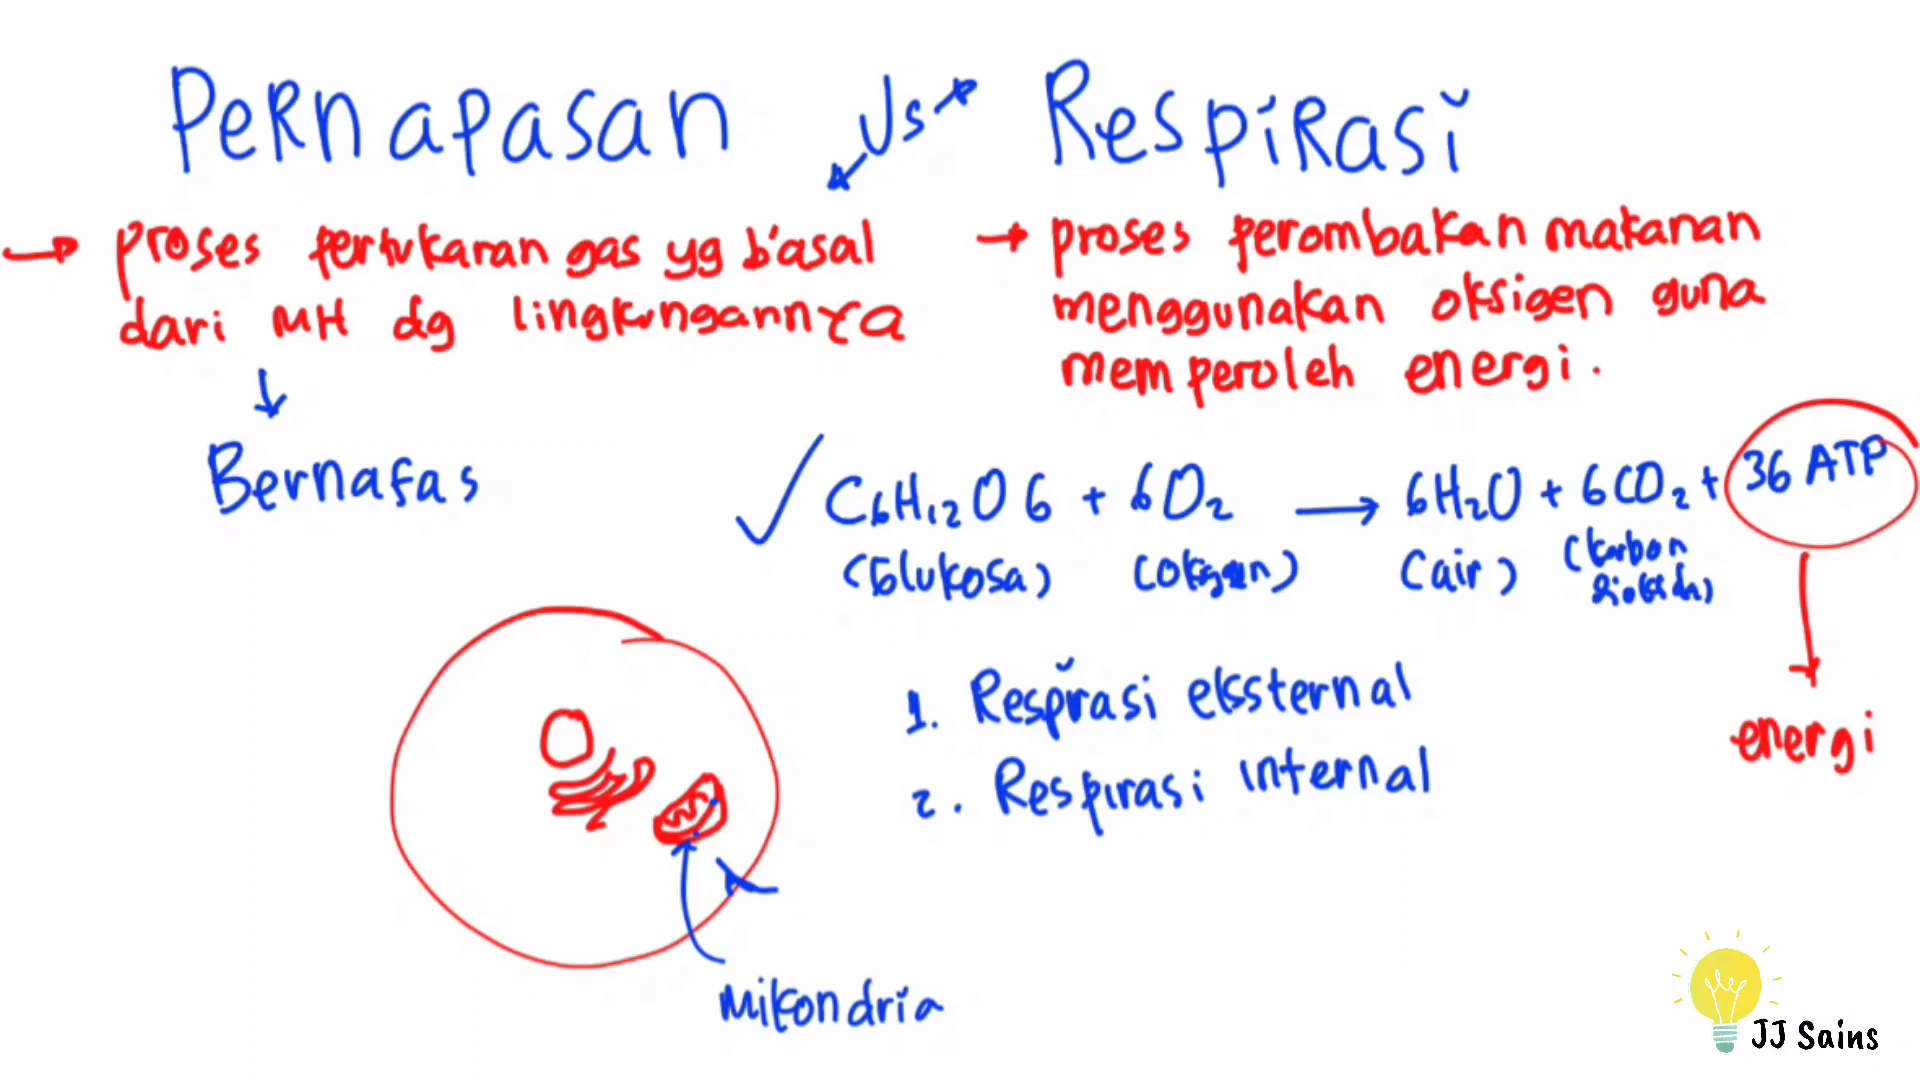 Pernapasan Vs Respirasi
proses pertukaran gas yg b'asal
dari MH dg lingkungannya
Bernafas
proses perombakan makanan
menggunakan oksigen guna
memperoleh energi.
C6H12O6 + 6O2 → 6H2O + 6CO2 + 36 ATP
(Glukosa) (Oksigen) (air) (karbon
dioksida)
energi
1. Respirasi eksternal
2. Respirasi internal
Mikondria
JJ Sains